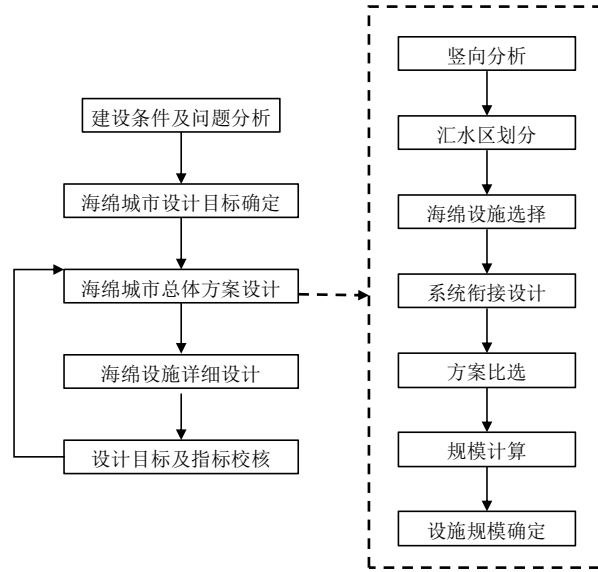 建设条件及问题分析
海绵城市设计目标确定
海绵城市总体方案设计
海绵设施详细设计
设计目标及指标校核
竖向分析
汇水区划分
海绵设施选择
系统衔接设计
方案比选
规模计算
设施规模确定